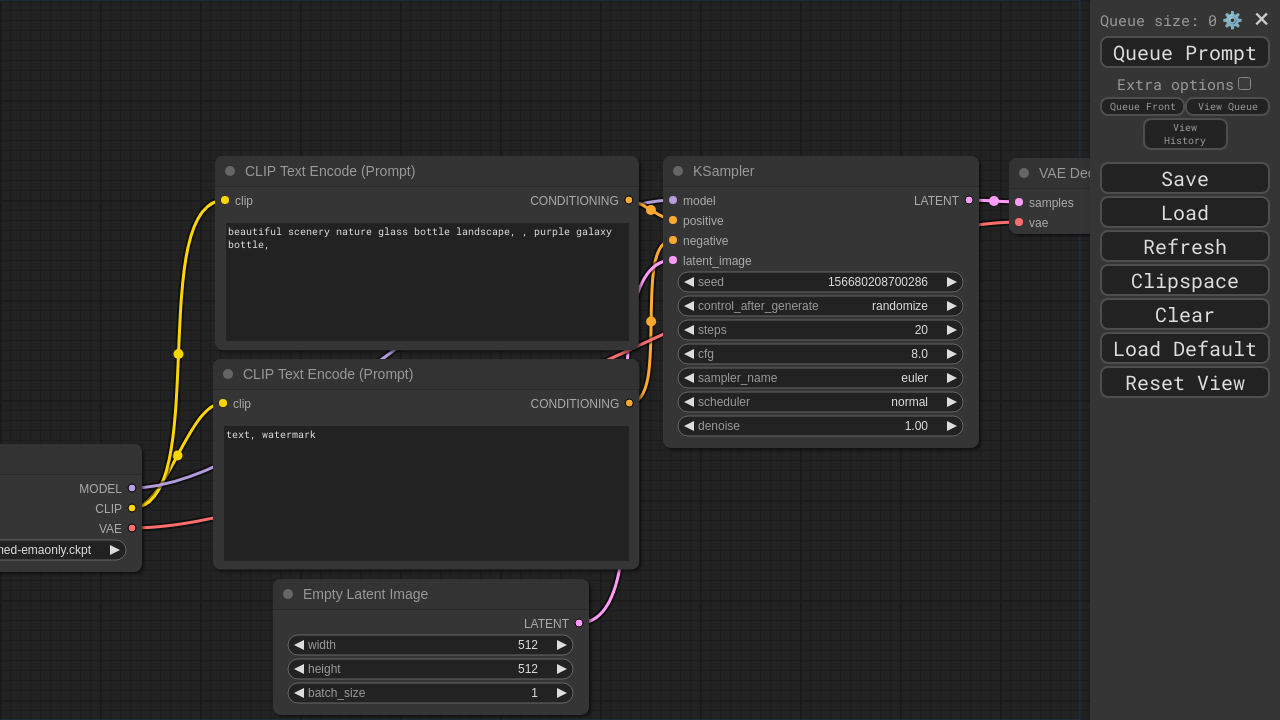 Queue size: 0
Queue Prompt
Extra options
Queue Front
View Queue
View
History
Save
Load
Refresh
Clipspace
Clear
Load Default
Reset View
CLIP Text Encode (Prompt)
clip
CONDITIONING
beautiful scenery nature glass bottle landscape, , purple galaxy
bottle,
CLIP Text Encode (Prompt)
clip
CONDITIONING
text, watermark
MODEL
CLIP
VAE
ned-emaonly.ckpt
Empty Latent Image
LATENT
width 512
height 512
batch_size 1
KSampler
model
LATENT
positive
negative
latent_image
seed 156680208700286
control_after_generate randomize
steps 20
cfg 8.0
sampler_name euler
scheduler normal
denoise 1.00
VAE Dec
samples
vae